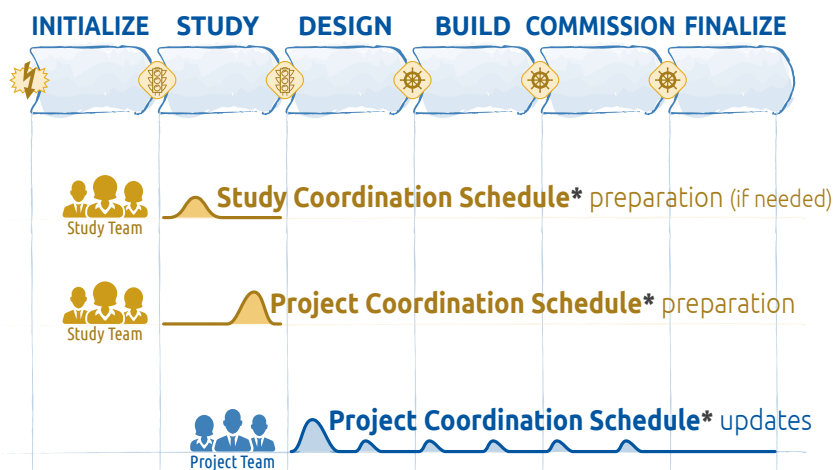 INITIALIZE STUDY DESIGN BUILD COMMISSION FINALIZE
Study Coordination Schedule* preparation (if needed)
Study Team
Project Coordination Schedule* preparation
Study Team
Project Coordination Schedule* updates
Project Team